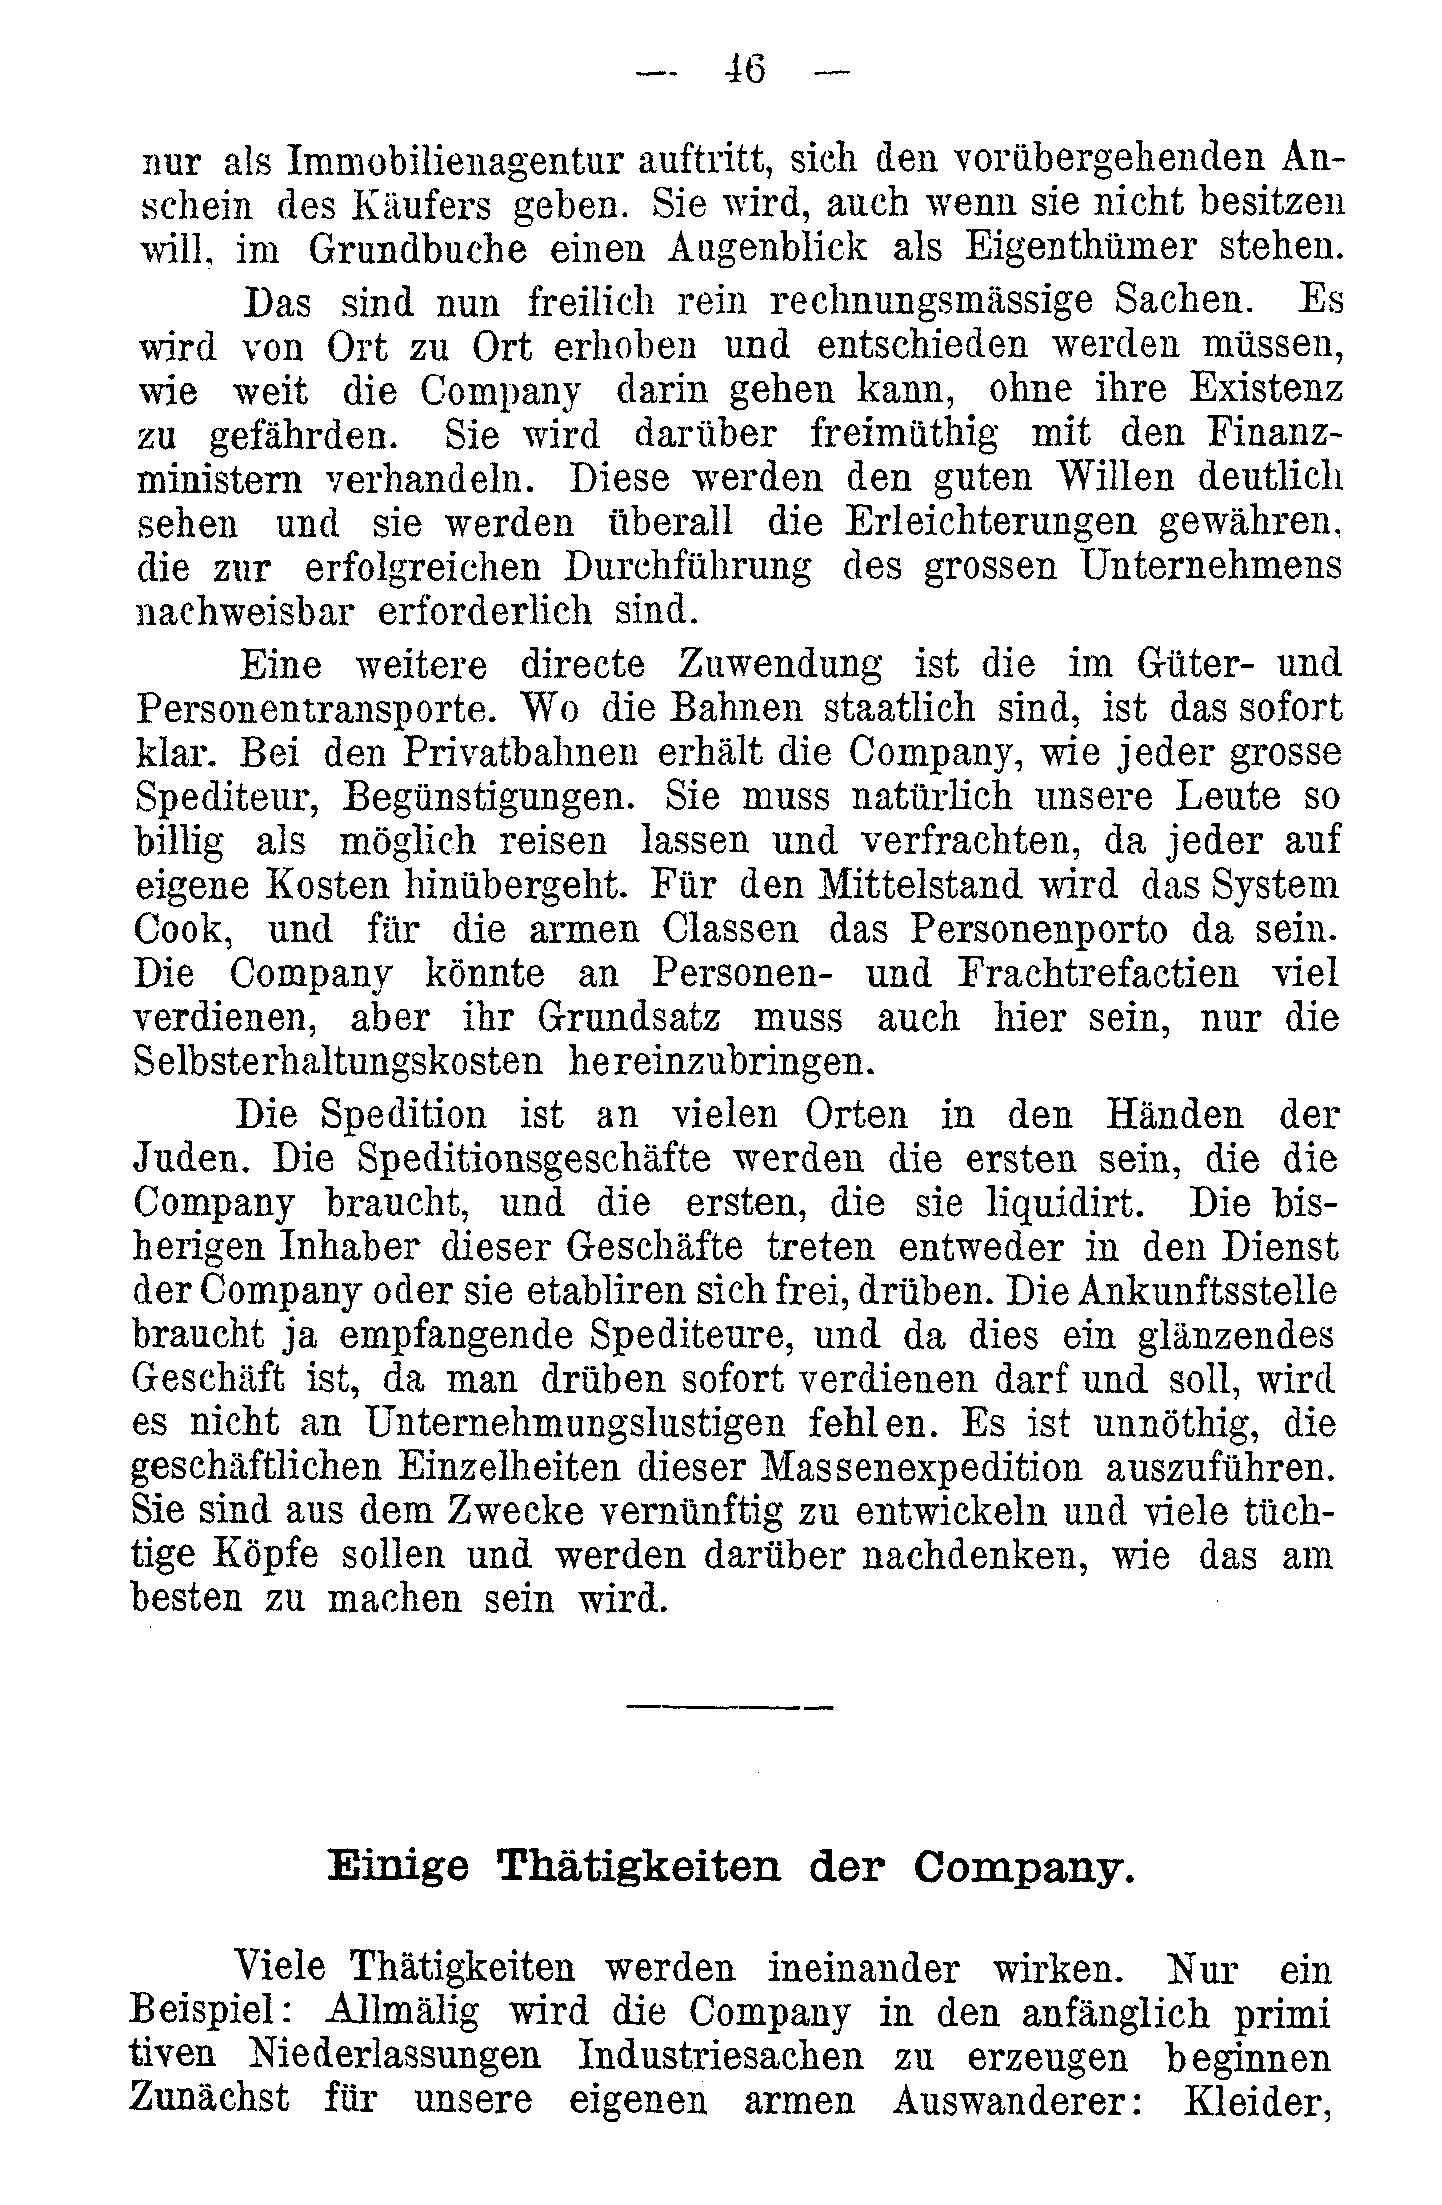 — 46 —
nur als Immobilienagentur auftritt, sich den vorübergehenden An-
schein des Käufers geben. Sie wird, auch wenn sie nicht besitzen
will, im Grundbuche einen Augenblick als Eigenthümer stehen.
Das sind nun freilich rein rechnungsmässige Sachen. Es
wird von Ort zu Ort erhoben und entschieden werden müssen,
wie weit die Company darin gehen kann, ohne ihre Existenz
zu gefährden. Sie wird darüber freimüthig mit den Finanz-
ministern verhandeln. Diese werden den guten Willen deutlich
sehen und sie werden überall die Erleichterungen gewähren,
die zur erfolgreichen Durchführung des grossen Unternehmens
nachweisbar erforderlich sind.
Eine weitere directe Zuwendung ist die im Güter- und
Personentransporte. Wo die Bahnen staatlich sind, ist das sofort
klar. Bei den Privatbahnen erhält die Company, wie jeder grosse
Spediteur, Begünstigungen. Sie muss natürlich unsere Leute so
billig als möglich reisen lassen und verfrachten, da jeder auf
eigene Kosten hinübergeht. Für den Mittelstand wird das System
Cook, und für die armen Classen das Personenporto da sein.
Die Company könnte an Personen- und Frachtrefactien viel
verdienen, aber ihr Grundsatz muss auch hier sein, nur die
Selbsterhaltungskosten hereinzubringen.
Die Spedition ist an vielen Orten in den Händen der
Juden. Die Speditionsgeschäfte werden die ersten sein, die die
Company braucht, und die ersten, die sie liquidirt. Die bis-
herigen Inhaber dieser Geschäfte treten entweder in den Dienst
der Company oder sie etabliren sich frei, drüben. Die Ankunftsstelle
braucht ja empfangende Spediteure, und da dies ein glänzendes
Geschäft ist, da man drüben sofort verdienen darf und soll, wird
es nicht an Unternehmungslustigen fehlen. Es ist unnöthig, die
geschäftlichen Einzelheiten dieser Massenexpedition auszuführen.
Sie sind aus dem Zwecke vernünftig zu entwickeln und viele tüch-
tige Köpfe sollen und werden darüber nachdenken, wie das am
besten zu machen sein wird.
Einige Thätigkeiten der Company.
Viele Thätigkeiten werden ineinander wirken. Nur ein
Beispiel: Allmälig wird die Company in den anfänglich primi
tiven Niederlassungen Industriesachen zu erzeugen beginnen
Zunächst für unsere eigenen armen Auswanderer: Kleider,